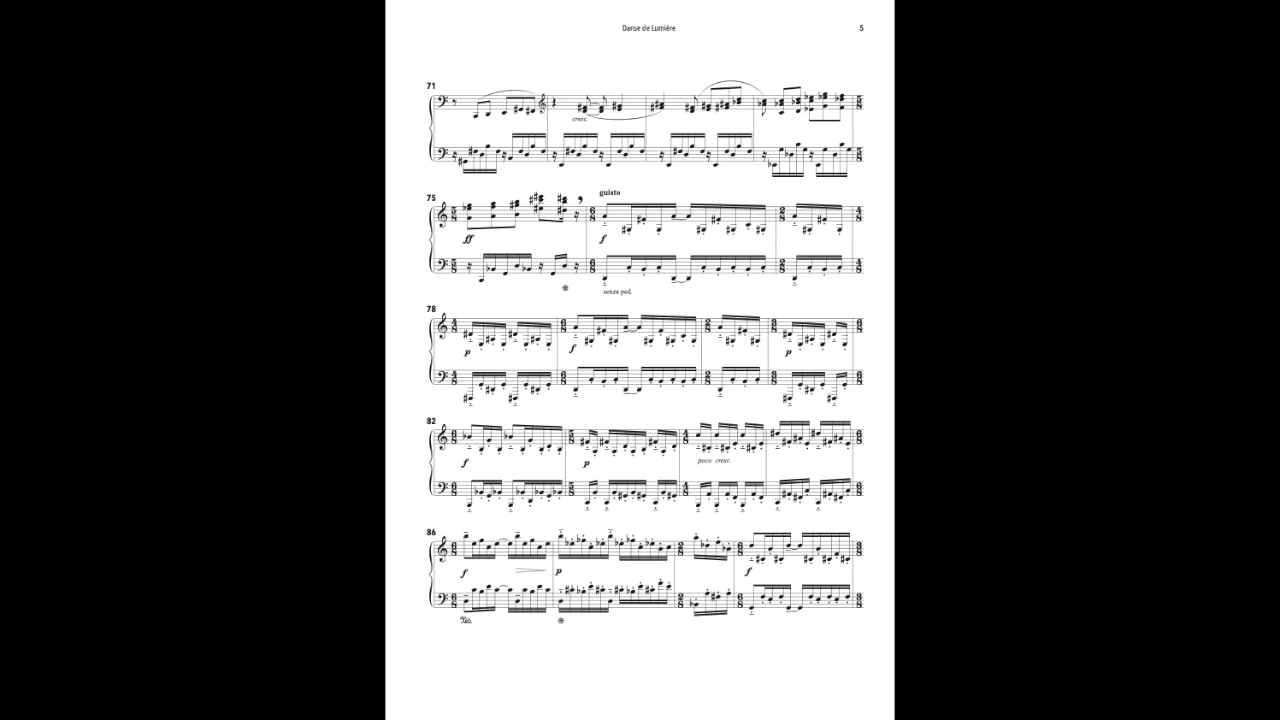 Danse de Lumière 5
71
cresc.
75
giusto
ff f
senza ped.
78
p f p
82
f p poco cresc.
86
f p f